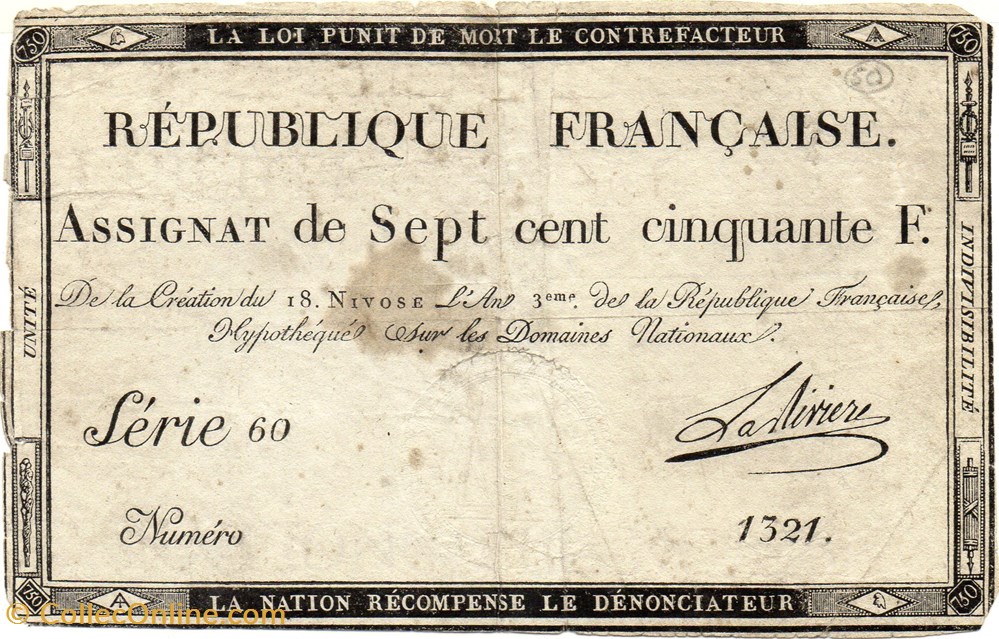 750 LA LOI PUNIT DE MORT LE CONTREFACTEUR 750
50
RÉPUBLIQUE FRANÇAISE.
ASSIGNAT de Sept cent cinquante F.
De la Création du 18. NIVOSE L'An 3eme. de la République Française,
Hypothéqué sur les Domaines Nationaux.
UNITÉ
INDIVISIBILITÉ
Série 60
LaRiviere
Numéro 1321.
750 LA NATION RÉCOMPENSE LE DÉNONCIATEUR 750
© CollecOnline.com